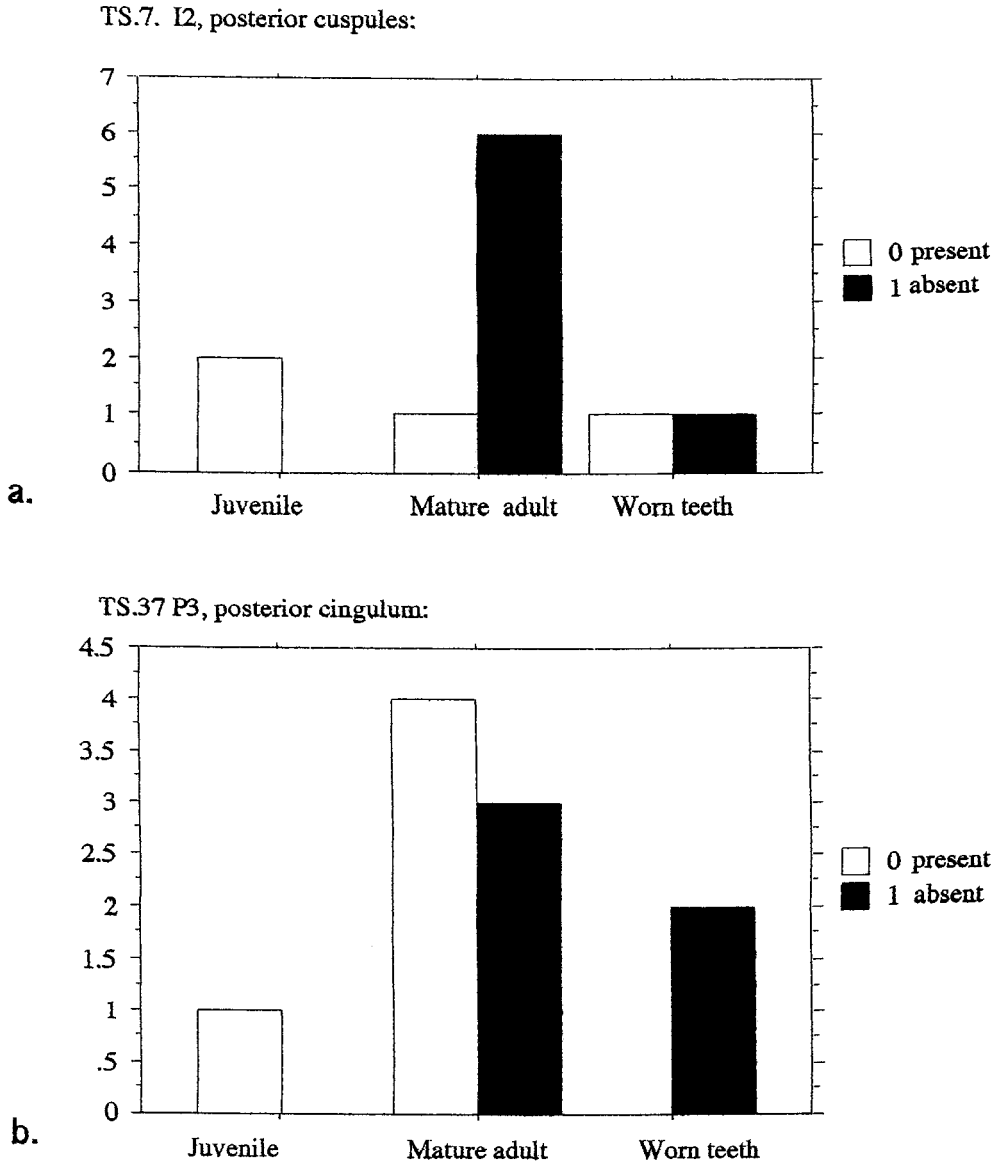 TS.7. I2, posterior cuspules:
7
6
5
4
3
2
1
0
0 present
1 absent
a.
Juvenile Mature adult Worn teeth
TS.37 P3, posterior cingulum:
4.5
4
3.5
3
2.5
2
1.5
1
.5
0
0 present
1 absent
b.
Juvenile Mature adult Worn teeth